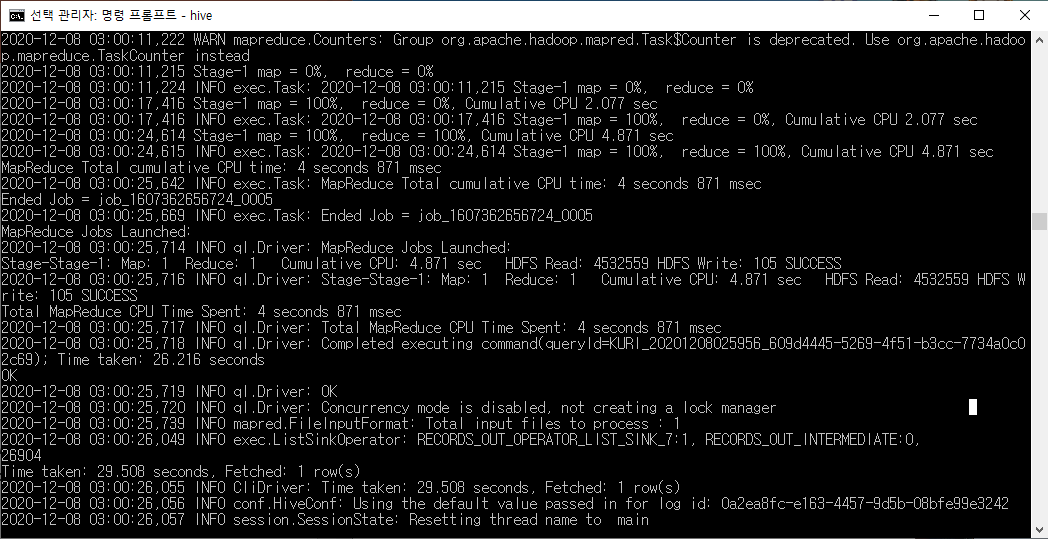 선택 관리자: 명령 프롬프트 - hive
2020-12-08 03:00:11,222 WARN mapreduce.Counters: Group org.apache.hadoop.mapred.Task$Counter is deprecated. Use org.apache.hadoo
p.mapreduce.TaskCounter instead
2020-12-08 03:00:11,215 Stage-1 map = 0%,  reduce = 0%
2020-12-08 03:00:11,224 INFO exec.Task: 2020-12-08 03:00:11,215 Stage-1 map = 0%,  reduce = 0%
2020-12-08 03:00:17,416 Stage-1 map = 100%,  reduce = 0%, Cumulative CPU 2.077 sec
2020-12-08 03:00:17,416 INFO exec.Task: 2020-12-08 03:00:17,416 Stage-1 map = 100%,  reduce = 0%, Cumulative CPU 2.077 sec
2020-12-08 03:00:24,614 Stage-1 map = 100%,  reduce = 100%, Cumulative CPU 4.871 sec
2020-12-08 03:00:24,615 INFO exec.Task: 2020-12-08 03:00:24,614 Stage-1 map = 100%,  reduce = 100%, Cumulative CPU 4.871 sec
MapReduce Total cumulative CPU time: 4 seconds 871 msec
2020-12-08 03:00:25,642 INFO exec.Task: MapReduce Total cumulative CPU time: 4 seconds 871 msec
Ended Job = job_1607362656724_0005
2020-12-08 03:00:25,669 INFO exec.Task: Ended Job = job_1607362656724_0005
MapReduce Jobs Launched:
2020-12-08 03:00:25,714 INFO ql.Driver: MapReduce Jobs Launched:
Stage-Stage-1: Map: 1  Reduce: 1   Cumulative CPU: 4.871 sec   HDFS Read: 4532559 HDFS Write: 105 SUCCESS
2020-12-08 03:00:25,716 INFO ql.Driver: Stage-Stage-1: Map: 1  Reduce: 1   Cumulative CPU: 4.871 sec   HDFS Read: 4532559 HDFS W
rite: 105 SUCCESS
Total MapReduce CPU Time Spent: 4 seconds 871 msec
2020-12-08 03:00:25,717 INFO ql.Driver: Total MapReduce CPU Time Spent: 4 seconds 871 msec
2020-12-08 03:00:25,718 INFO ql.Driver: Completed executing command(queryId=KURI_20201208025956_609d4445-5269-4f51-b3cc-7734a0c0
2c69); Time taken: 26.216 seconds
OK
2020-12-08 03:00:25,719 INFO ql.Driver: OK
2020-12-08 03:00:25,720 INFO ql.Driver: Concurrency mode is disabled, not creating a lock manager
2020-12-08 03:00:25,739 INFO mapred.FileInputFormat: Total input files to process : 1
2020-12-08 03:00:26,049 INFO exec.ListSinkOperator: RECORDS_OUT_OPERATOR_LIST_SINK_7:1, RECORDS_OUT_INTERMEDIATE:0,
26904
Time taken: 29.508 seconds, Fetched: 1 row(s)
2020-12-08 03:00:26,055 INFO CliDriver: Time taken: 29.508 seconds, Fetched: 1 row(s)
2020-12-08 03:00:26,056 INFO conf.HiveConf: Using the default value passed in for log id: 0a2ea8fc-e163-4457-9d5b-08bfe99e3242
2020-12-08 03:00:26,057 INFO session.SessionState: Resetting thread name to  main